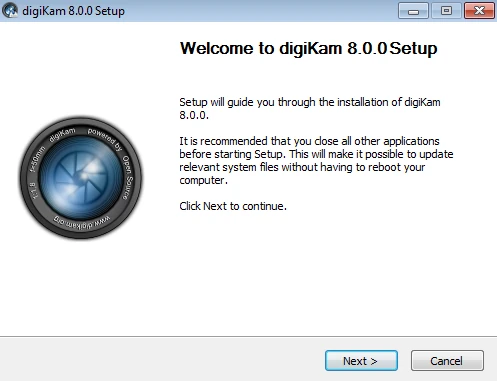 digiKam 8.0.0 Setup
Welcome to digiKam 8.0.0 Setup
Setup will guide you through the installation of digiKam
8.0.0.
It is recommended that you close all other applications
before starting Setup. This will make it possible to update
relevant system files without having to reboot your
computer.
Click Next to continue.
1:1.8 f=50mm digiKam powered by Open Source
www.digikam.org
Next >
Cancel